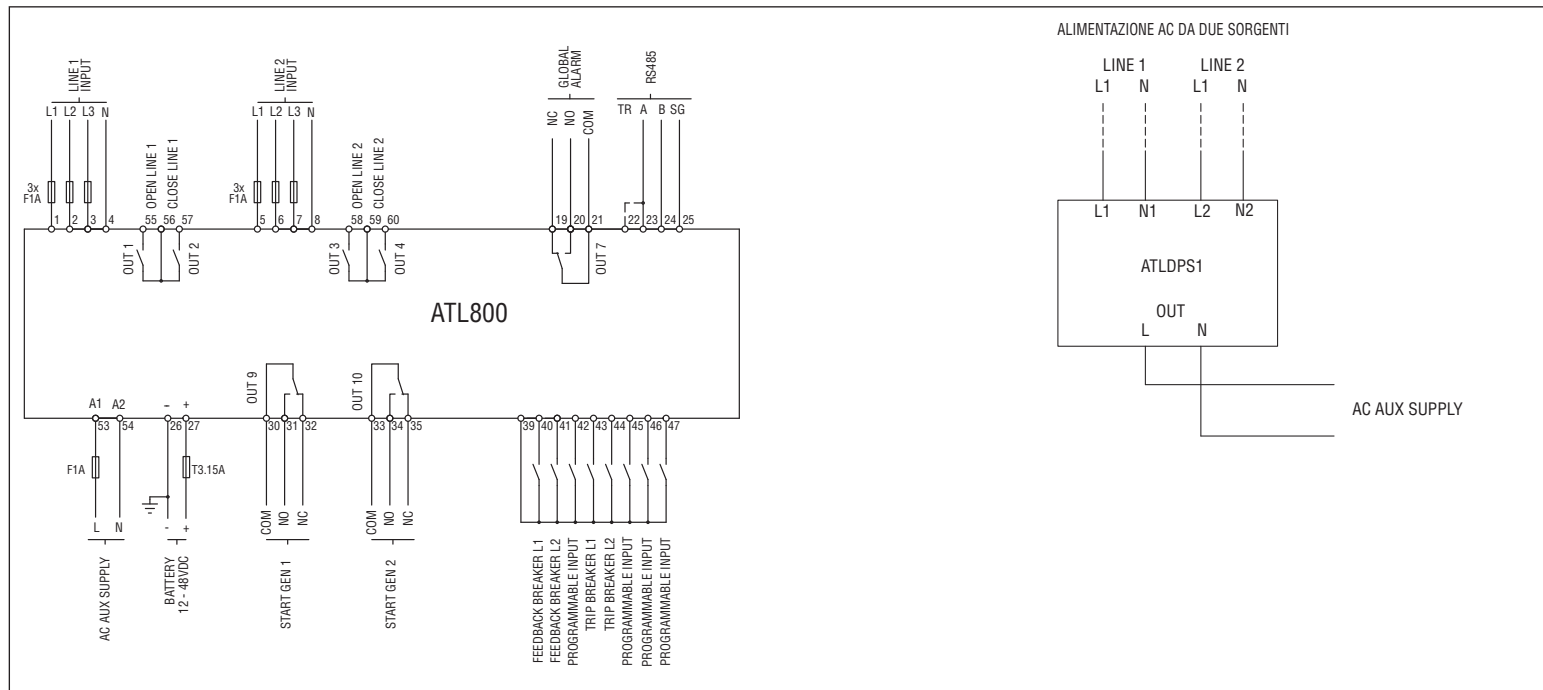 LINE 1
INPUT
L1 L2 L3 N
3x
F1A
1 2 3 4
OPEN LINE 1
CLOSE LINE 1
55 56 57
OUT 1
OUT 2
LINE 2
INPUT
L1 L2 L3 N
3x
F1A
5 6 7 8
OPEN LINE 2
CLOSE LINE 2
58 59 60
OUT 3
OUT 4
GLOBAL
ALARM
NC
NO
COM
19 20 21
OUT 7
RS485
TR A B SG
22 23 24 25
ATL800
A1 A2
53 54
F1A
L N
AC AUX SUPPLY
- +
26 27
T3.15A
- +
BATTERY
12 - 48VDC
OUT 9
30 31 32
COM
NO
NC
START GEN 1
OUT 10
33 34 35
COM
NO
NC
START GEN 2
39 40 41 42 43 44 45 46 47
FEEDBACK BREAKER L1
FEEDBACK BREAKER L2
PROGRAMMABLE INPUT
TRIP BREAKER L1
TRIP BREAKER L2
PROGRAMMABLE INPUT
PROGRAMMABLE INPUT
PROGRAMMABLE INPUT
ALIMENTAZIONE AC DA DUE SORGENTI
LINE 1 LINE 2
L1 N L1 N
L1 N1 L2 N2
ATLDPS1
OUT
L N
AC AUX SUPPLY